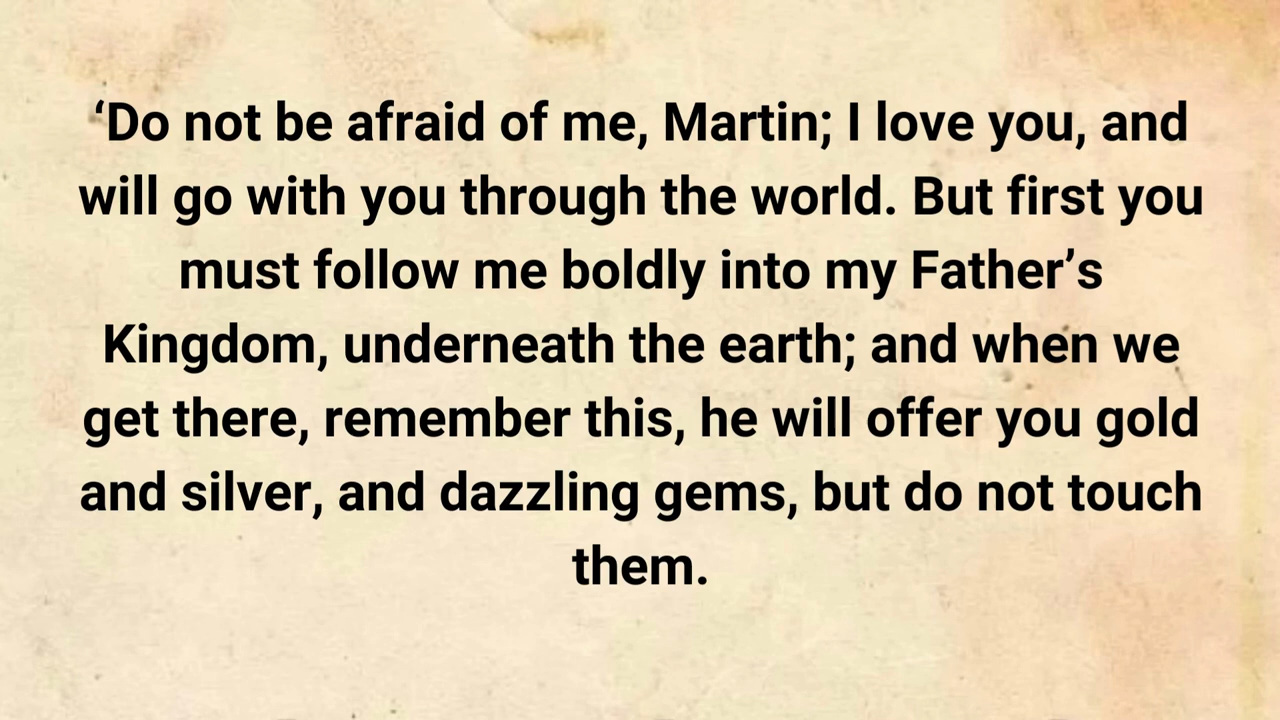 ‘Do not be afraid of me, Martin; I love you, and
will go with you through the world. But first you
must follow me boldly into my Father’s
Kingdom, underneath the earth; and when we
get there, remember this, he will offer you gold
and silver, and dazzling gems, but do not touch
them.